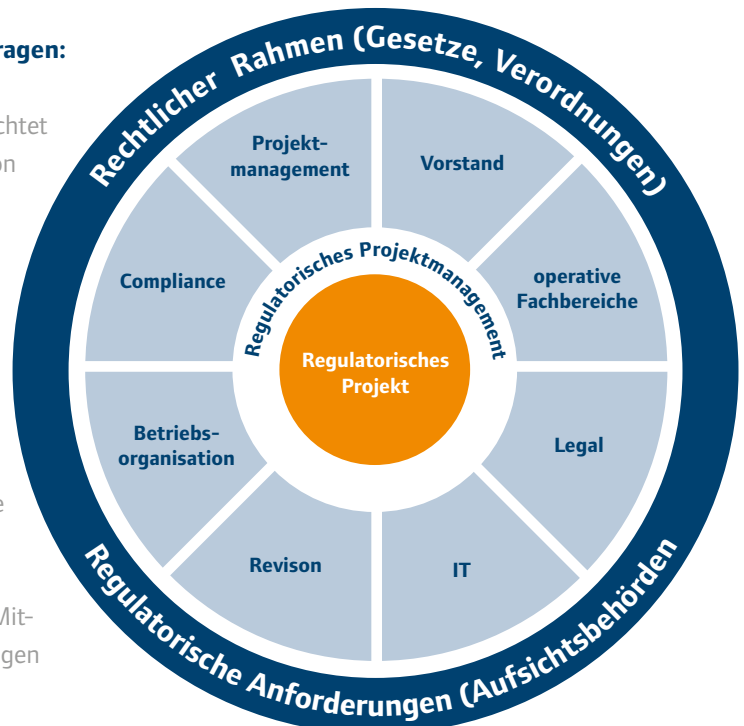 ragen:
chtet
on
e
Mit-
gen
Rechtlicher Rahmen (Gesetze, Verordnungen)
Projekt-
management
Vorstand
Compliance
operative
Fachbereiche
Regulatorisches Projektmanagement
Regulatorisches
Projekt
Betriebs-
organisation
Legal
Revison
IT
Regulatorische Anforderungen (Aufsichtsbehörden